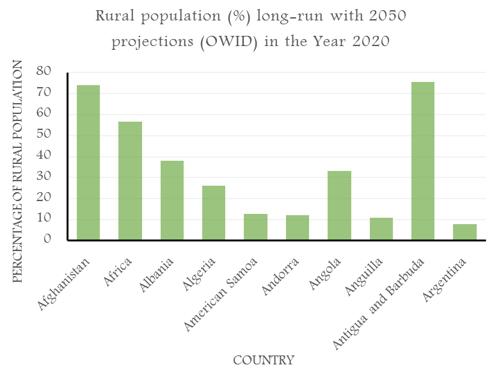 Rural population (%) long-run with 2050
projections (OWID) in the Year 2020
PERCENTAGE OF RURAL POPULATION
80
70
60
50
40
30
20
10
0
Afghanistan
Africa
Albania
Algeria
American Samoa
Andorra
Angola
Anguilla
Antigua and Barbuda
Argentina
COUNTRY